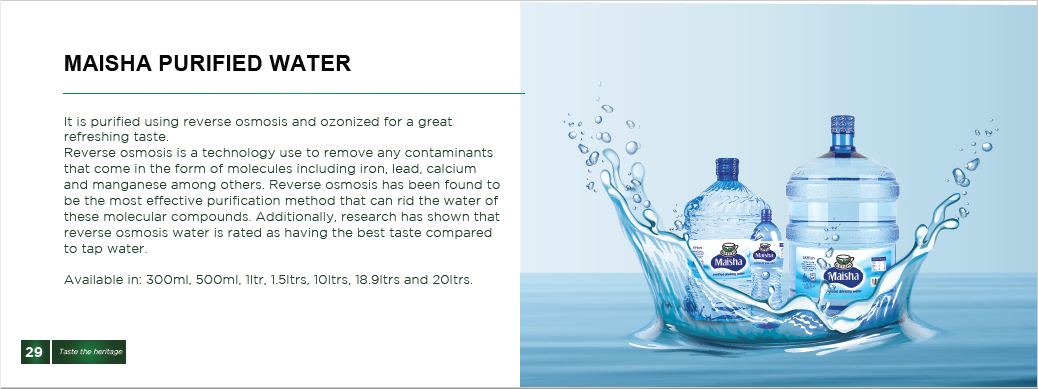 MAISHA PURIFIED WATER
It is purified using reverse osmosis and ozonized for a great
refreshing taste.
Reverse osmosis is a technology use to remove any contaminants
that come in the form of molecules including iron, lead, calcium
and manganese among others. Reverse osmosis has been found to
be the most effective purification method that can rid the water of
these molecular compounds. Additionally, research has shown that
reverse osmosis water is rated as having the best taste compared
to tap water.
Available in: 300ml, 500ml, 1ltr, 1.5ltrs, 10ltrs, 18.9ltrs and 20ltrs.
Maisha
purified drinking water
Maisha
Maisha
drinking water
29 Taste the heritage